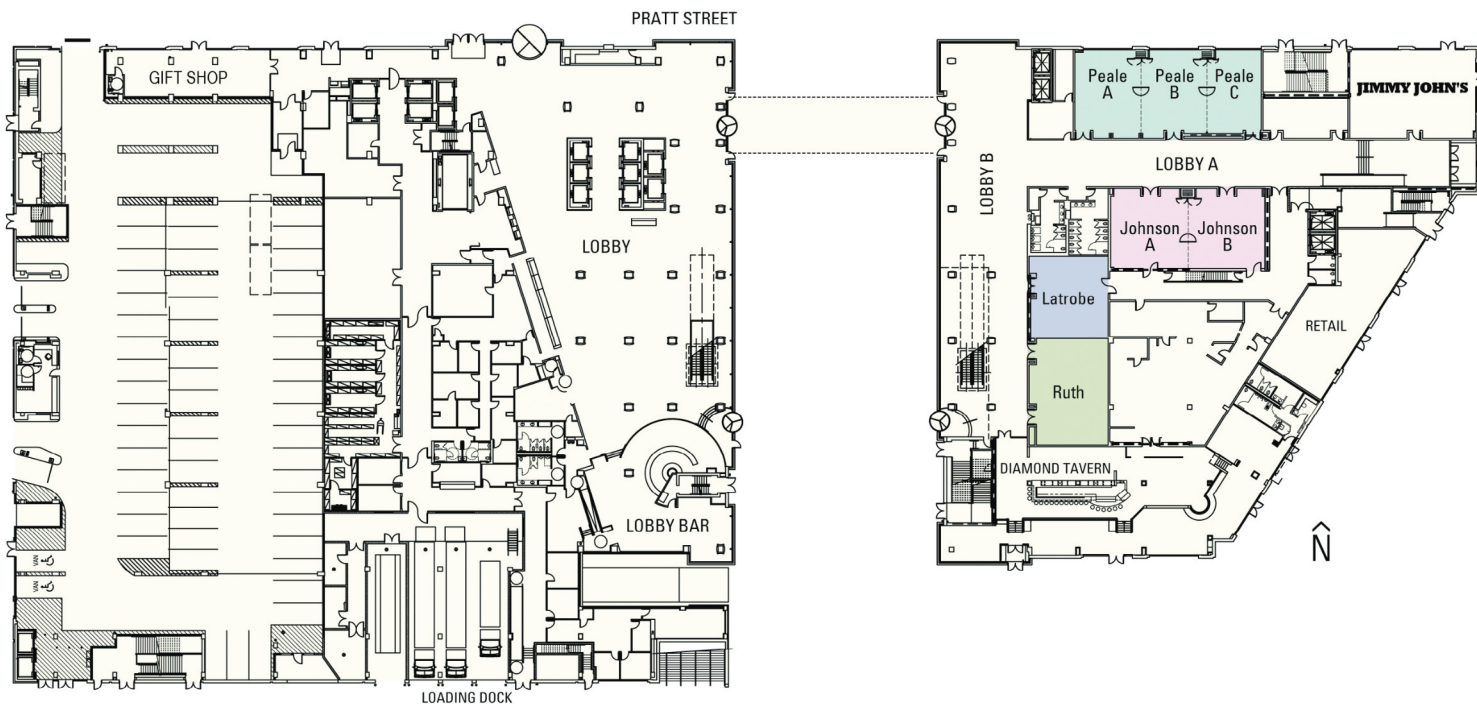 PRATT STREET
GIFT SHOP
LOBBY
LOBBY BAR
VAN
VAN
LOADING DOCK
Peale
A
Peale
B
Peale
C
JIMMY JOHN'S
LOBBY B
LOBBY A
Johnson
A
Johnson
B
Latrobe
RETAIL
Ruth
DIAMOND TAVERN
N